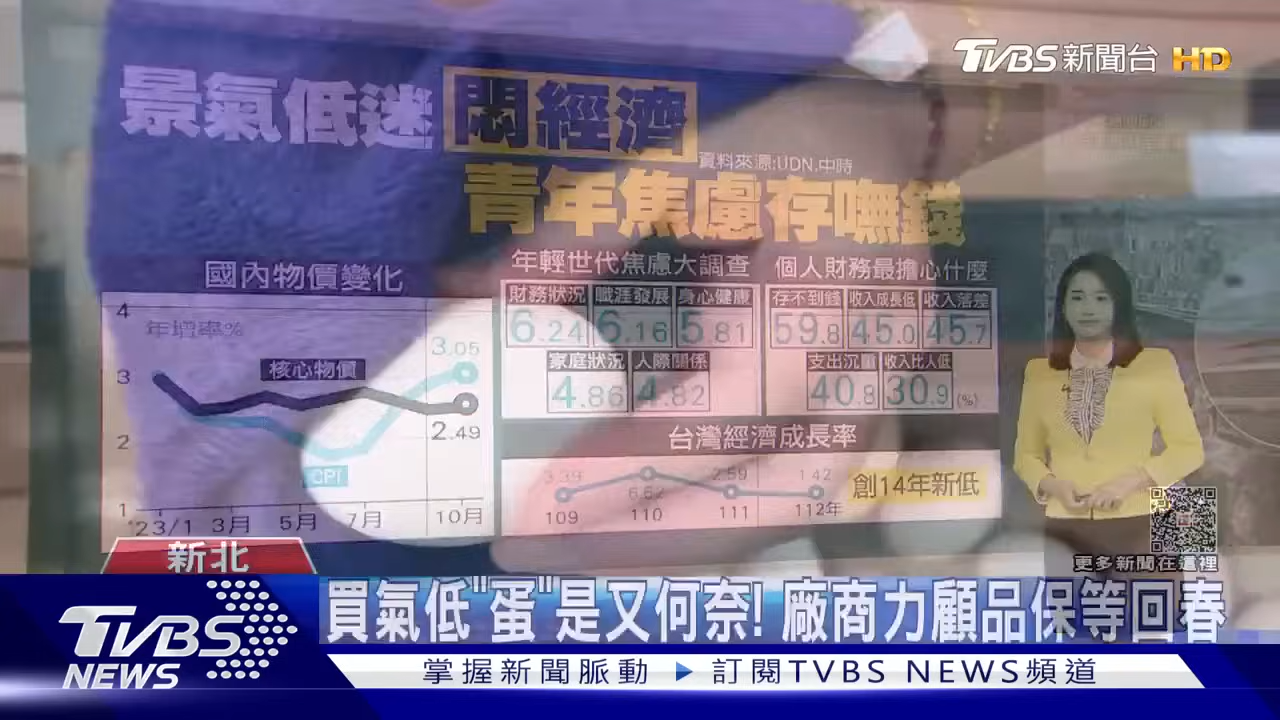 TVBS新聞台 HD
景氣低迷 悶經濟
資料來源:UDN.中時
青年焦慮存嘸錢
國內物價變化
4
年增率%
3
2
1
核心物價
3.05
2.49
CPI
'23/1 3月 5月 7月 10月
年輕世代焦慮大調查
財務狀況 職涯發展 身心健康
6.24 6.16 5.81
家庭狀況 人際關係
4.86 4.82
個人財務最擔心什麼
存不到錢 收入成長低 收入落差
59.8 45.0 45.7
支出沉重 收入比人低
40.8 30.9 (%)
台灣經濟成長率
3.39 6.62 2.59 1.42
109 110 111 112年
創14年新低
更多新聞在這裡
新北
買氣低"蛋"是又何奈! 廠商力顧品保等回春
TVBS NEWS
掌握新聞脈動 ▶ 訂閱TVBS NEWS頻道